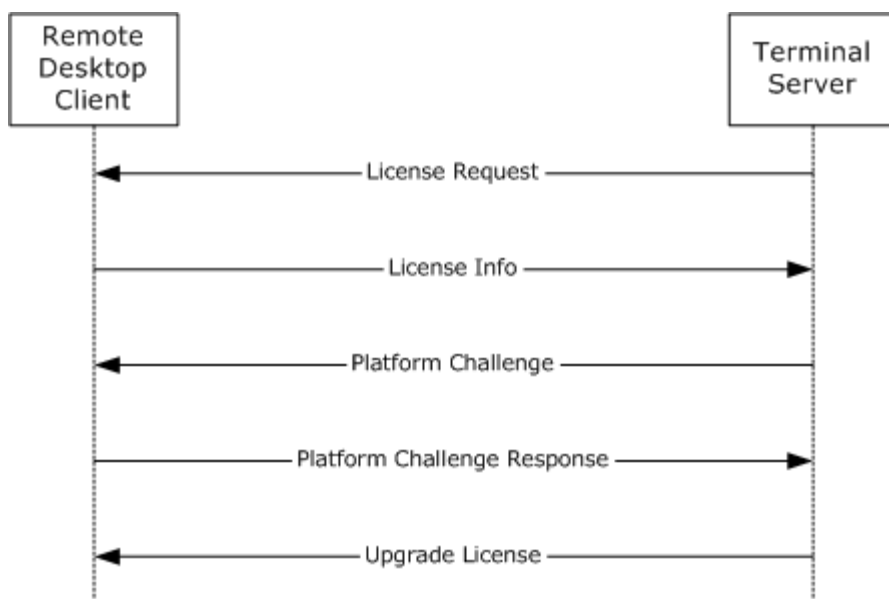 Remote
Desktop
Client
Terminal
Server
License Request
License Info
Platform Challenge
Platform Challenge Response
Upgrade License